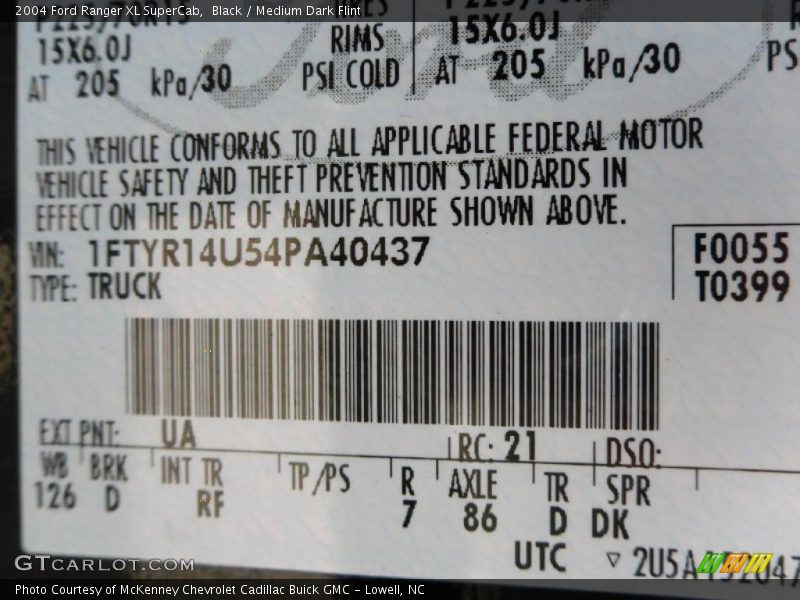 2004 Ford Ranger XL SuperCab, Black / Medium Dark Flint
15X6.0J RIMS 15X6.0J
AT 205 kPa/30 PSI COLD AT 205 kPa/30 PS
THIS VEHICLE CONFORMS TO ALL APPLICABLE FEDERAL MOTOR
VEHICLE SAFETY AND THEFT PREVENTION STANDARDS IN
EFFECT ON THE DATE OF MANUFACTURE SHOWN ABOVE.
VIN: 1FTYR14U54PA40437 F0055
TYPE: TRUCK T0399
EXT PNT: UA RC: 21 DSO:
WB BRK INT TR TP/PS R AXLE TR SPR
126 D RF 7 86 D DK
UTC ▽ 2U5A
GTCARLOT.COM
Photo Courtesy of McKenney Chevrolet Cadillac Buick GMC – Lowell, NC